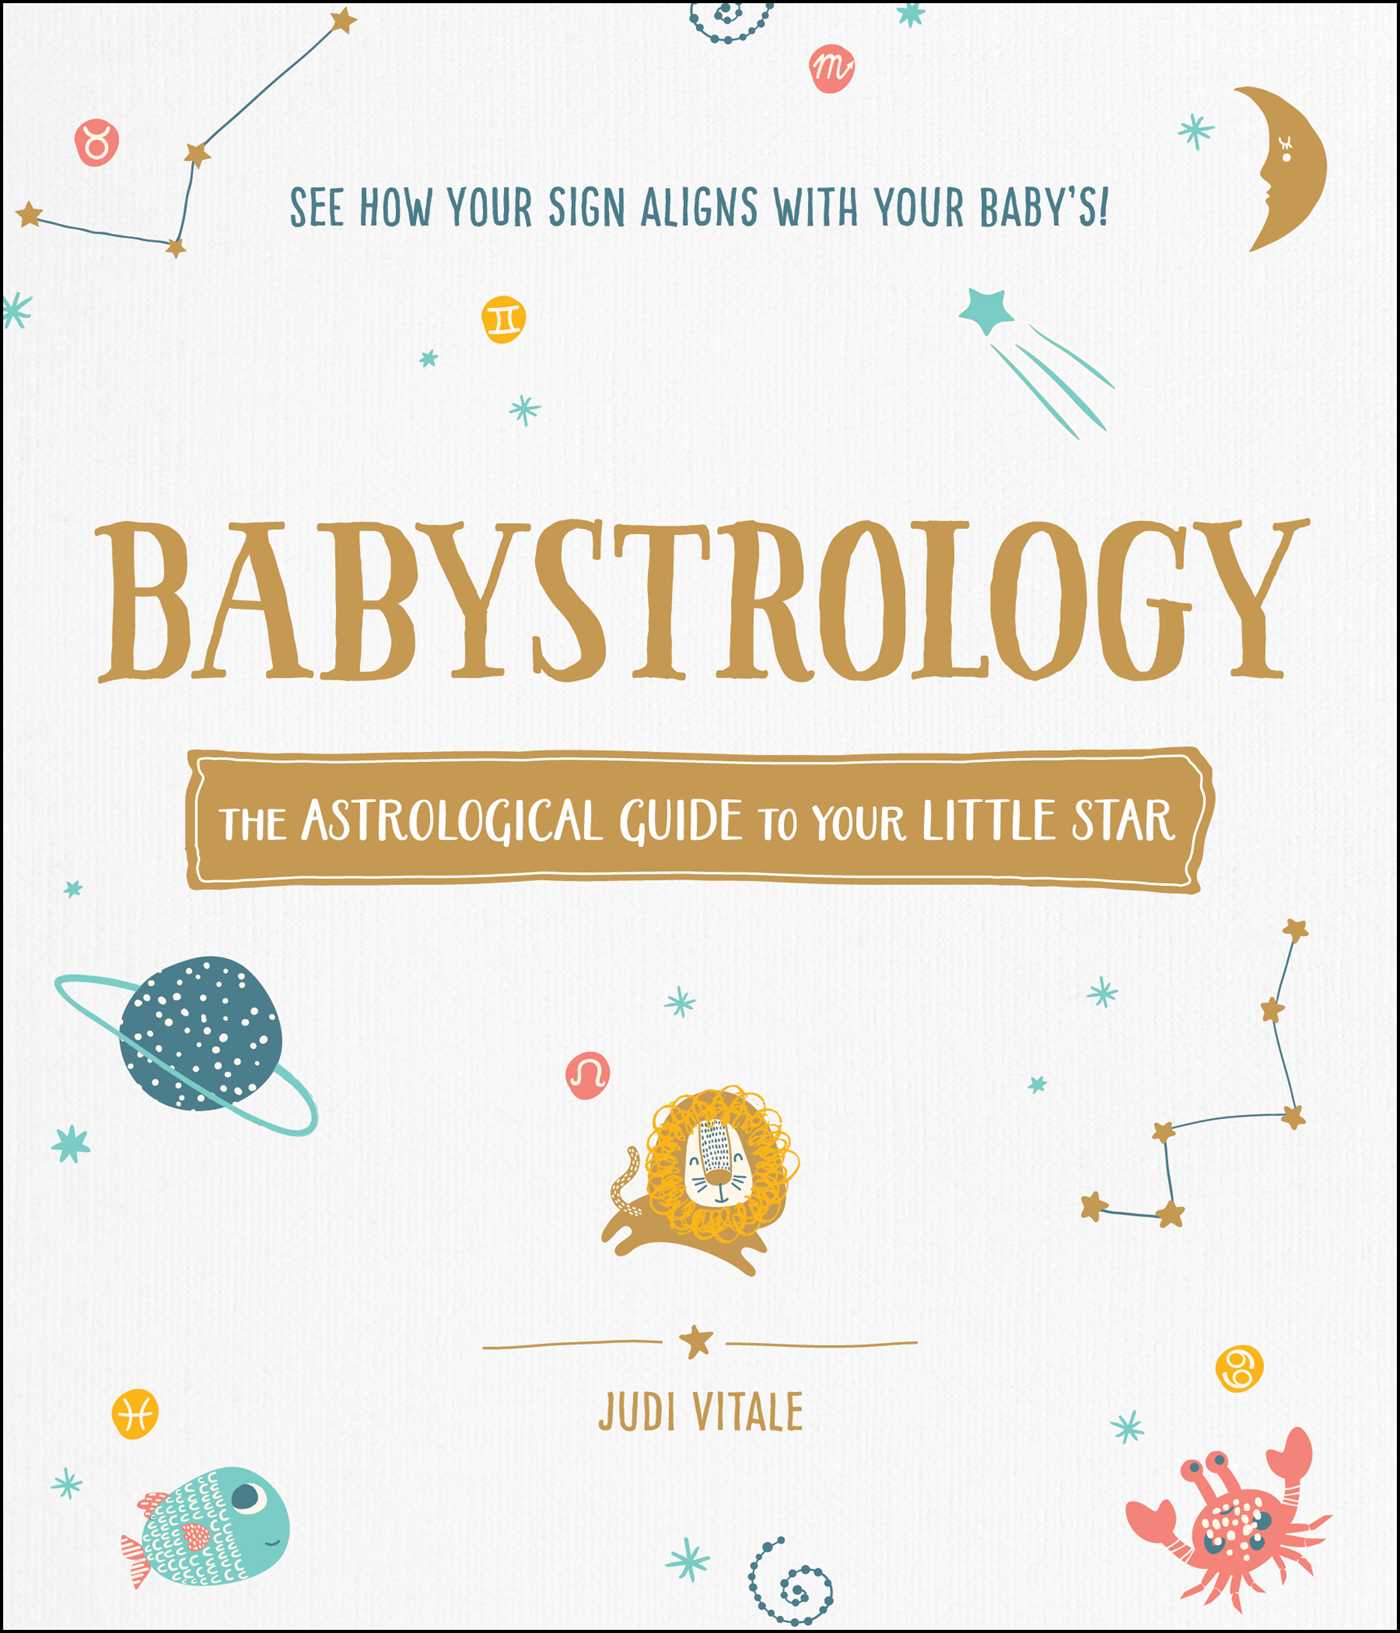 SEE HOW YOUR SIGN ALIGNS WITH YOUR BABY'S!
BABYSTROLOGY
THE ASTROLOGICAL GUIDE TO YOUR LITTLE STAR
JUDI VITALE